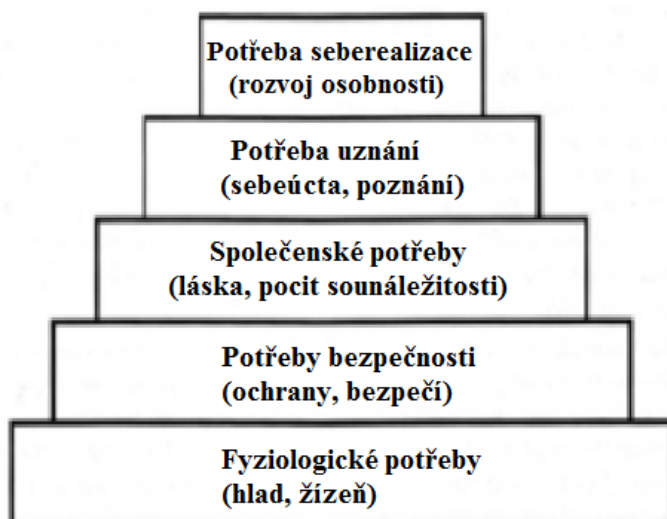 Potřeba seberealizace
(rozvoj osobnosti)
Potřeba uznání
(sebeúcta, poznání)
Společenské potřeby
(láska, pocit sounáležitosti)
Potřeby bezpečnosti
(ochrany, bezpečí)
Fyziologické potřeby
(hlad, žízeň)